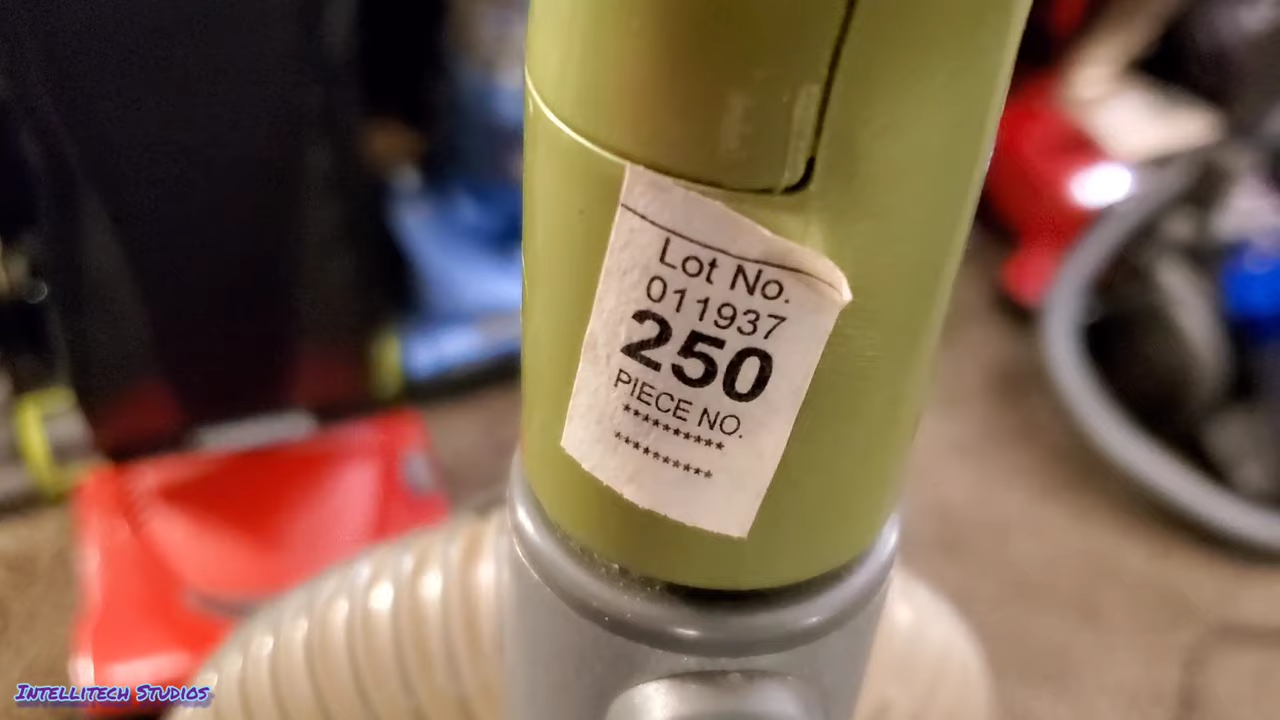 Lot No.
011937
250
PIECE NO.
**********
**********
Intellitech Studios